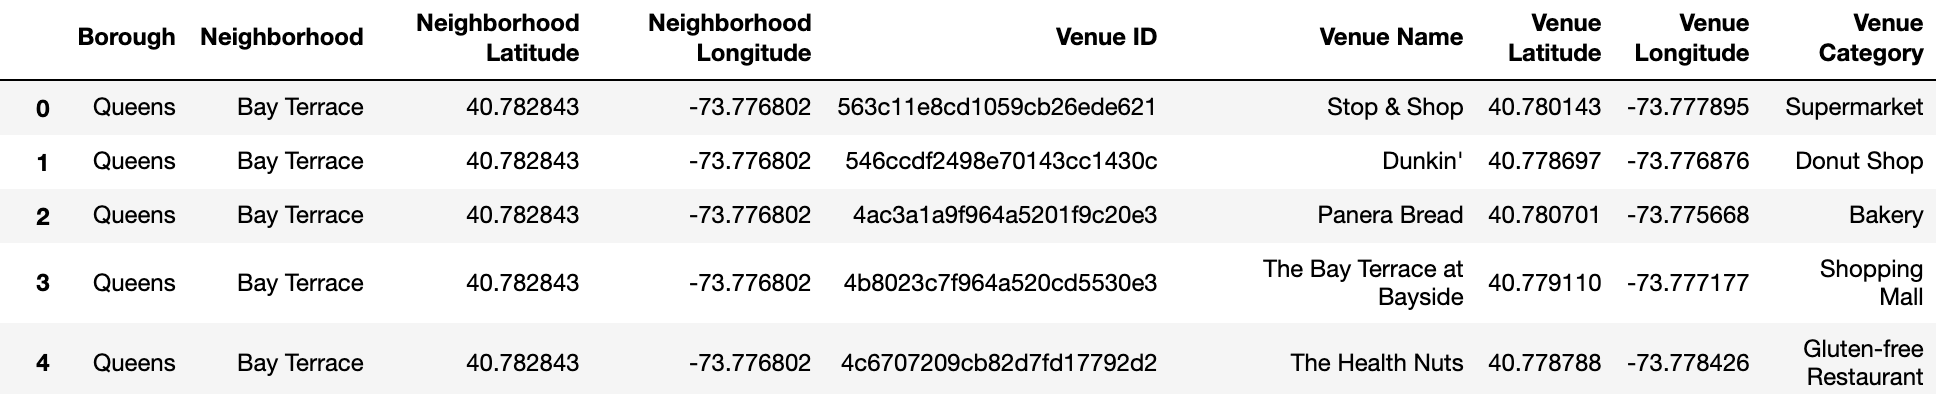 Borough Neighborhood Neighborhood Latitude Neighborhood Longitude Venue ID Venue Name Venue Latitude Venue Longitude Venue Category
0 Queens Bay Terrace 40.782843 -73.776802 563c11e8cd1059cb26ede621 Stop & Shop 40.780143 -73.777895 Supermarket
1 Queens Bay Terrace 40.782843 -73.776802 546ccdf2498e70143cc1430c Dunkin' 40.778697 -73.776876 Donut Shop
2 Queens Bay Terrace 40.782843 -73.776802 4ac3a1a9f964a5201f9c20e3 Panera Bread 40.780701 -73.775668 Bakery
3 Queens Bay Terrace 40.782843 -73.776802 4b8023c7f964a520cd5530e3 The Bay Terrace at Bayside 40.779110 -73.777177 Shopping Mall
4 Queens Bay Terrace 40.782843 -73.776802 4c6707209cb82d7fd17792d2 The Health Nuts 40.778788 -73.778426 Gluten-free Restaurant